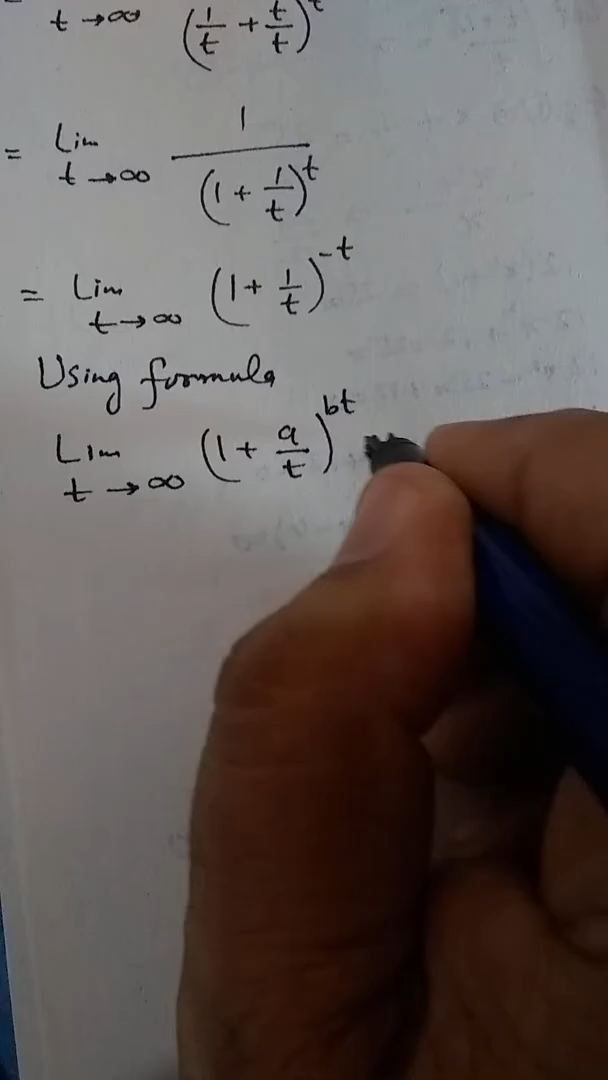 t → ∞ (1/t + t/t)^t
= Lim t → ∞ 1/(1 + 1/t)^t
= Lim t → ∞ (1 + 1/t)^-t
Using formula
Lim t → ∞ (1 + a/t)^bt